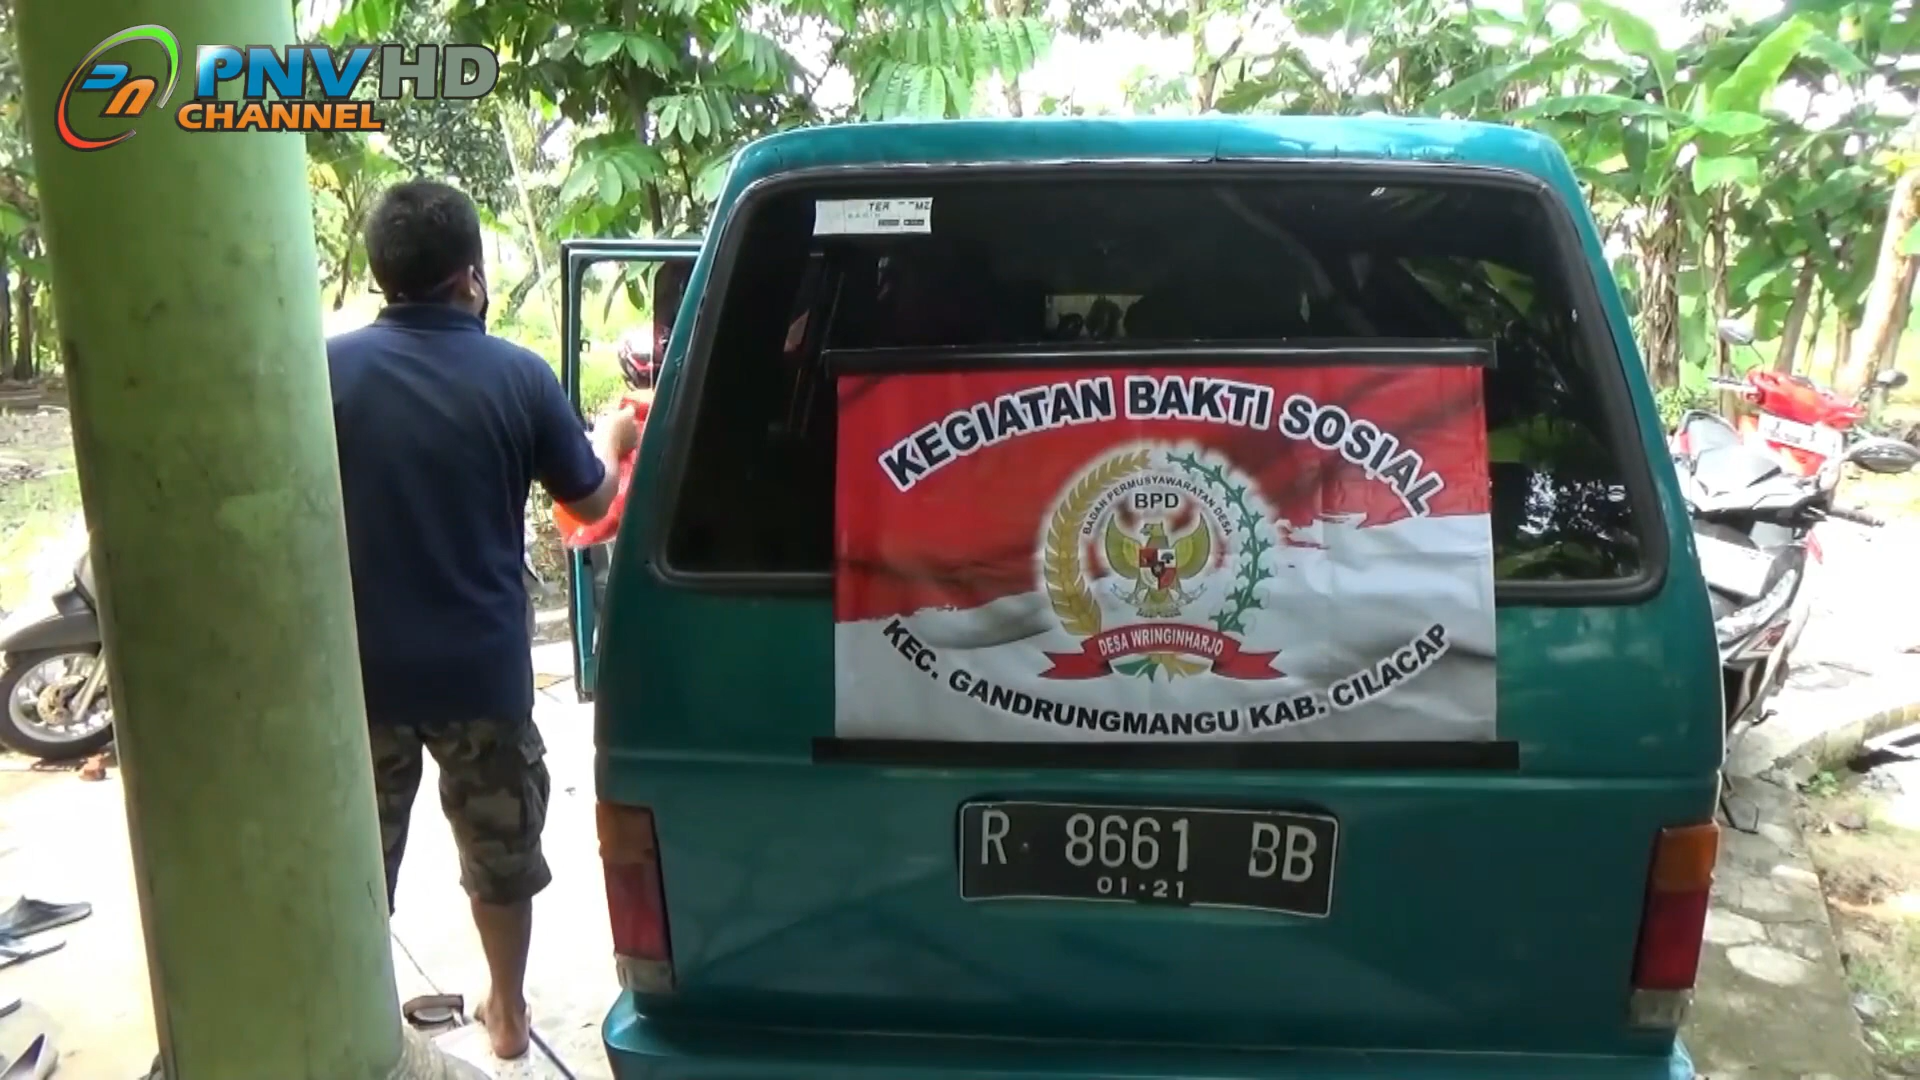 PNV HD
CHANNEL
KEGIATAN BAKTI SOSIAL
BADAN PERMUSYAWARATAN DESA
BPD
DESA WRINGINHARJO
KEC. GANDRUNGMANGU KAB. CILACAP
R 8661 BB
01·21